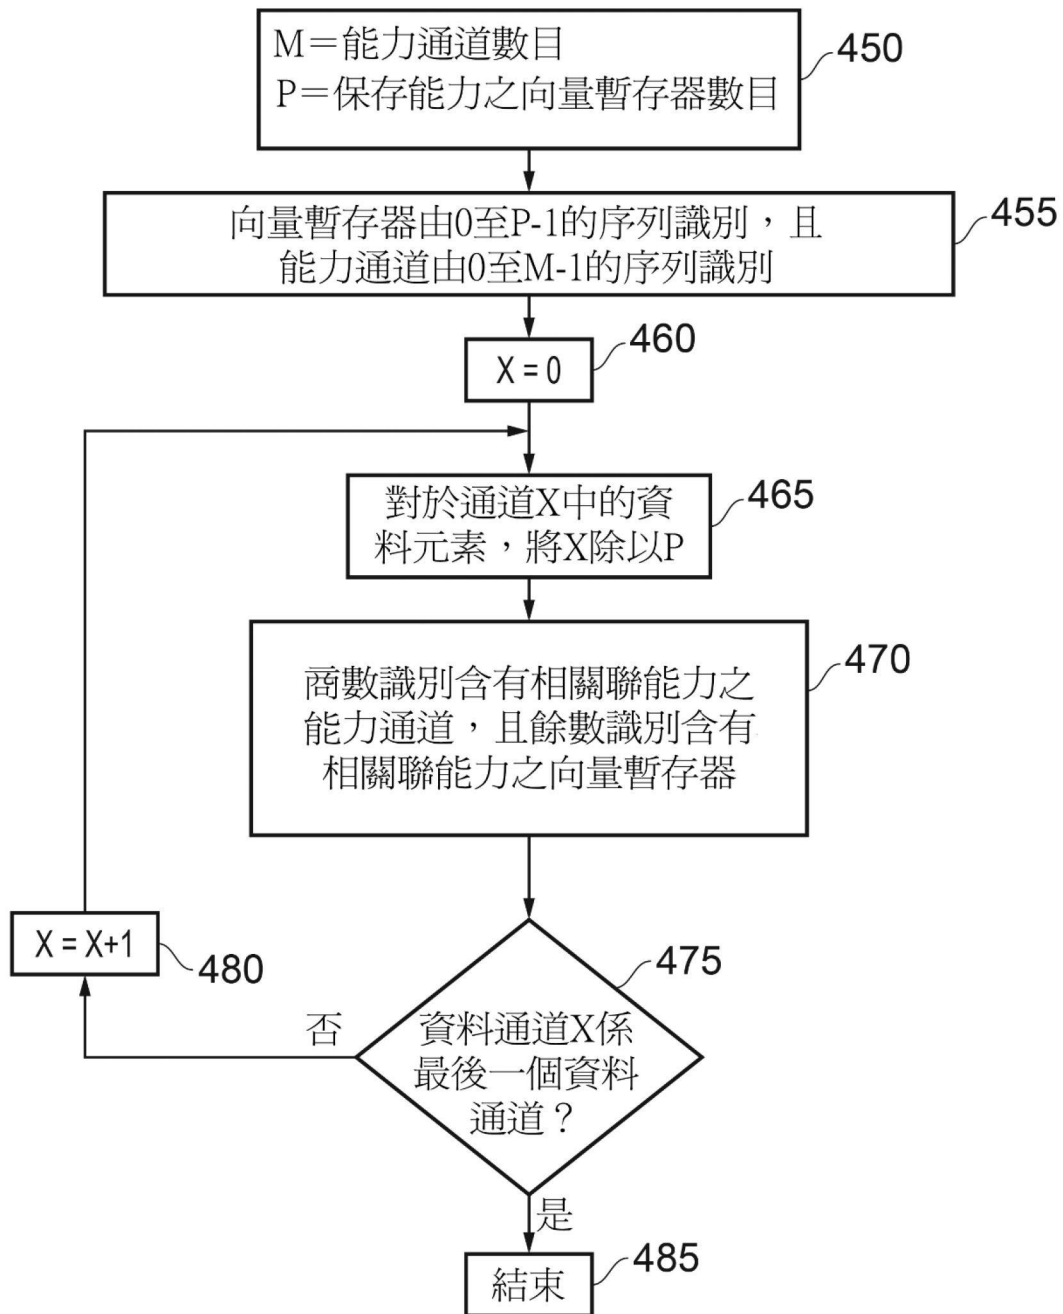 M＝能力通道數目
P＝保存能力之向量暫存器數目
450
向量暫存器由0至P-1的序列識別，且
能力通道由0至M-1的序列識別
455
X = 0
460
對於通道X中的資
料元素，將X除以P
465
商數識別含有相關聯能力之
能力通道，且餘數識別含有
相關聯能力之向量暫存器
470
資料通道X係
最後一個資料
通道？
475
否
X = X+1
480
是
結束
485